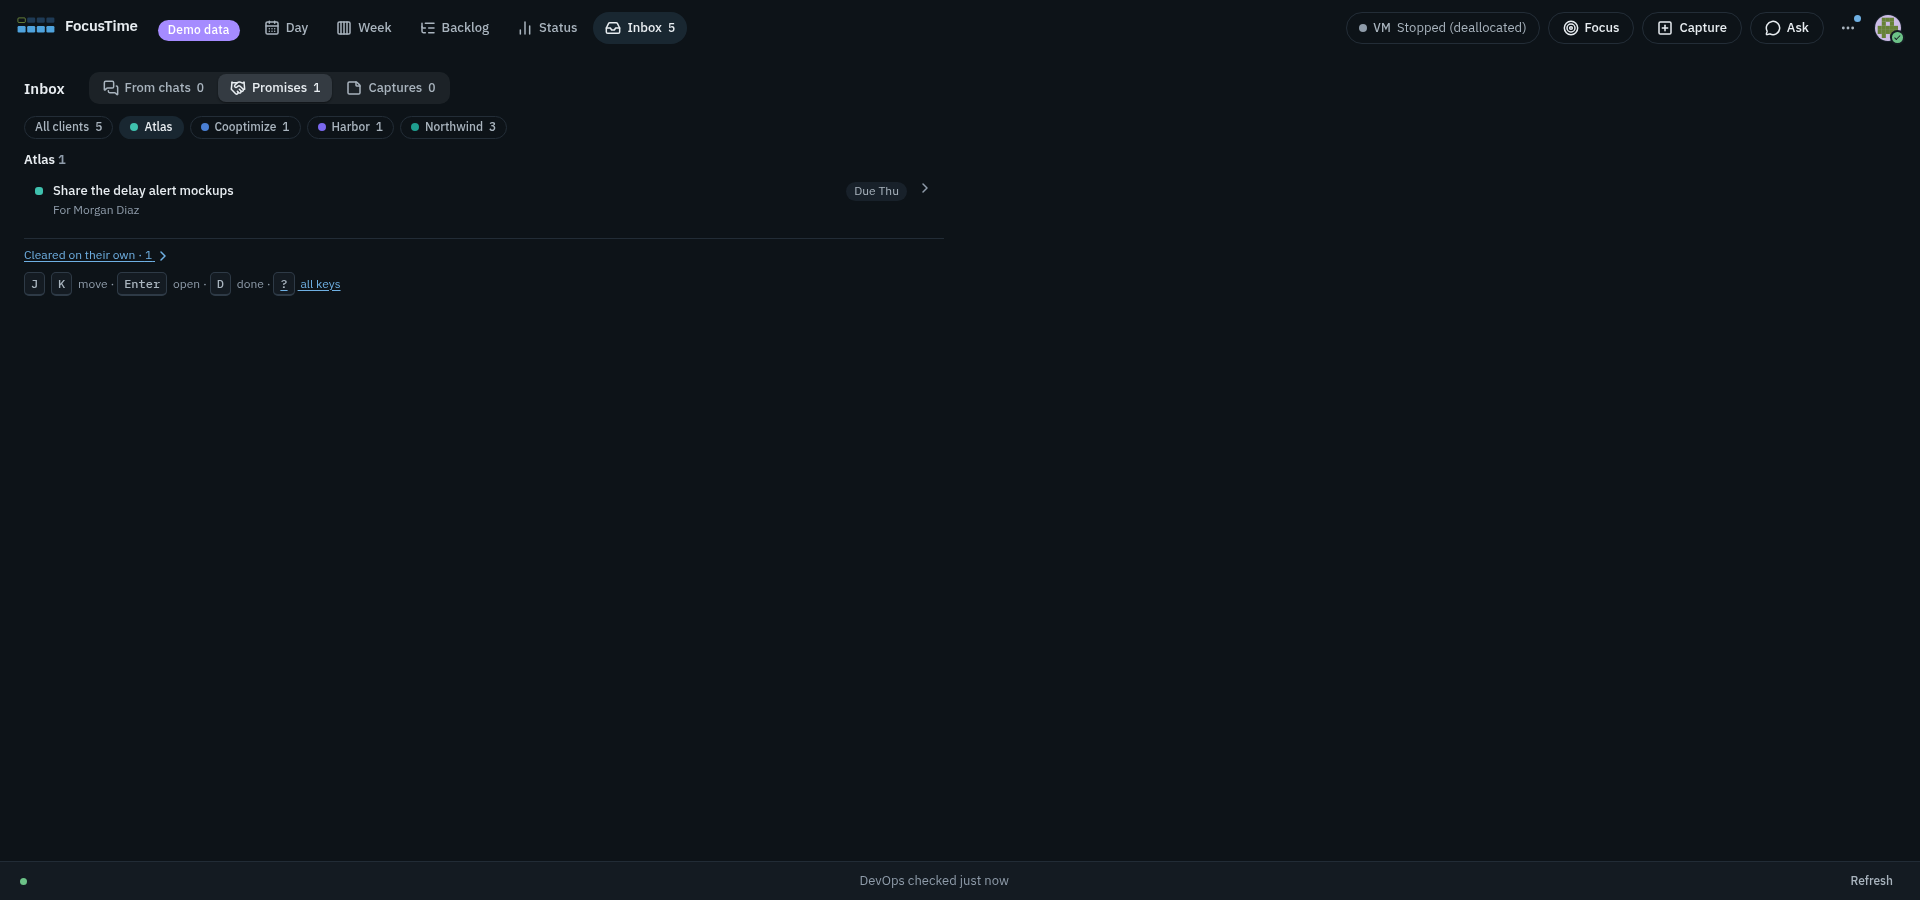 FocusTime Demo data Day Week Backlog Status Inbox 5 VM Stopped (deallocated) Focus Capture Ask
Inbox From chats 0 Promises 1 Captures 0
All clients 5 Atlas Cooptimize 1 Harbor 1 Northwind 3
Atlas 1
Share the delay alert mockups Due Thu
For Morgan Diaz
Cleared on their own · 1
J K move · Enter open · D done · ? all keys
DevOps checked just now Refresh